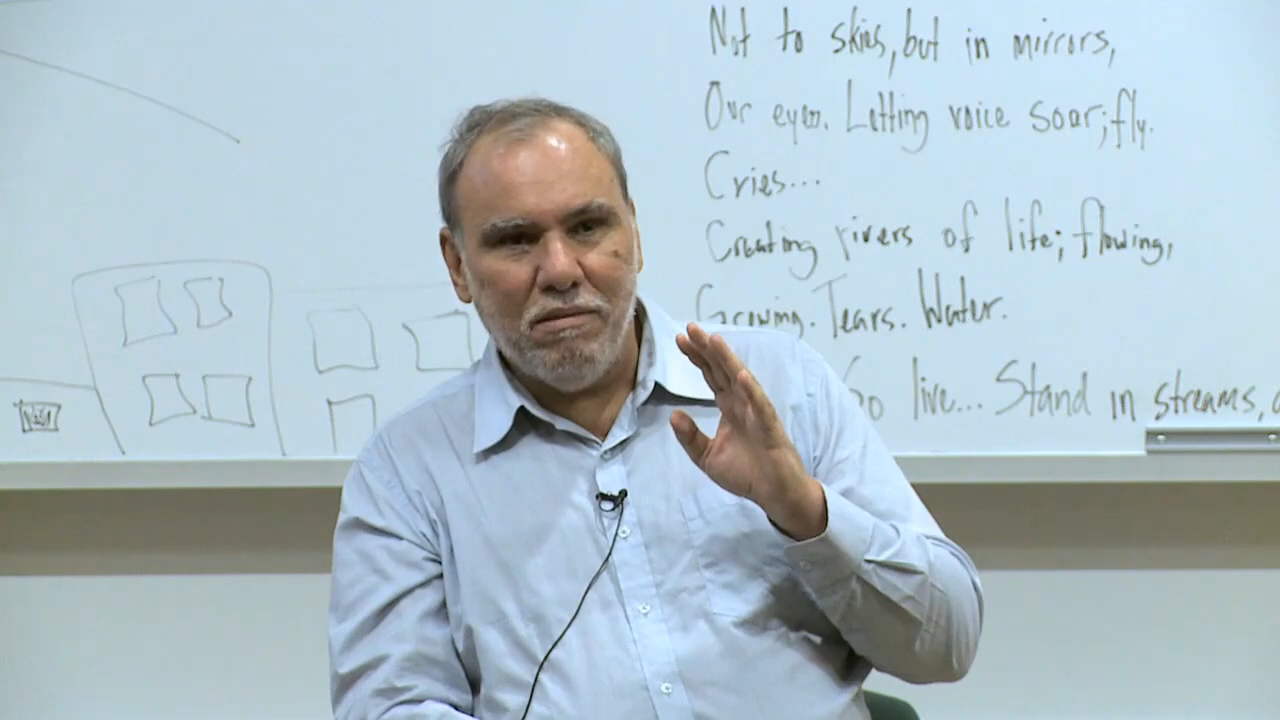 Not to skies, but in mirrors,
Our eyes. Letting voice soar; fly.
Cries...
Creating rivers of life; flowing,
Growing. Tears. Water.
live... Stand in streams,